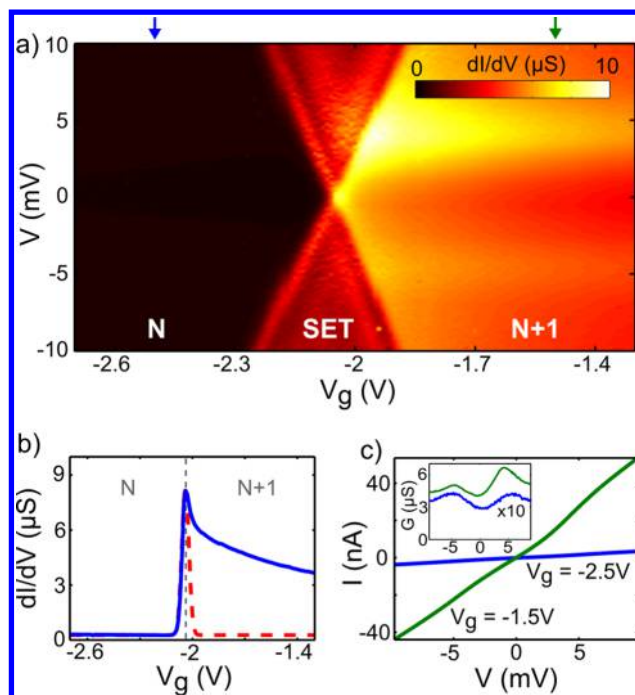 a)
0 dI/dV (µS) 10
10
5
0
-5
-10
V (mV)
N SET N+1
-2.6 -2.3 -2 -1.7 -1.4
Vg (V)
b)
9
6
3
0
dI/dV (µS)
N N+1
-2.6 -2 -1.4
Vg (V)
c)
40
0
-40
I (nA)
6
3
0
G (µS)
x10
-5 0 5
Vg = -2.5V
Vg = -1.5V
-5 0 5
V (mV)